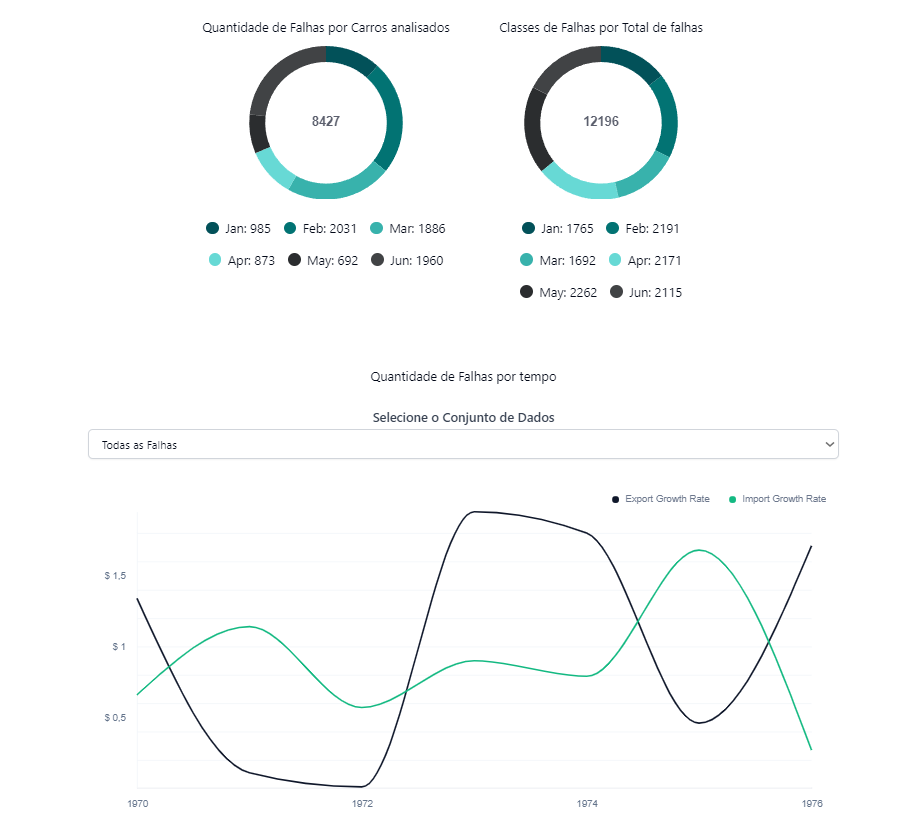 Quantidade de Falhas por Carros analisados
8427
Jan: 985 Feb: 2031 Mar: 1886
Apr: 873 May: 692 Jun: 1960
Classes de Falhas por Total de falhas
12196
Jan: 1765 Feb: 2191
Mar: 1692 Apr: 2171
May: 2262 Jun: 2115
Quantidade de Falhas por tempo
Selecione o Conjunto de Dados
Todas as Falhas
Export Growth Rate Import Growth Rate
$ 1,5
$ 1
$ 0,5
1970 1972 1974 1976